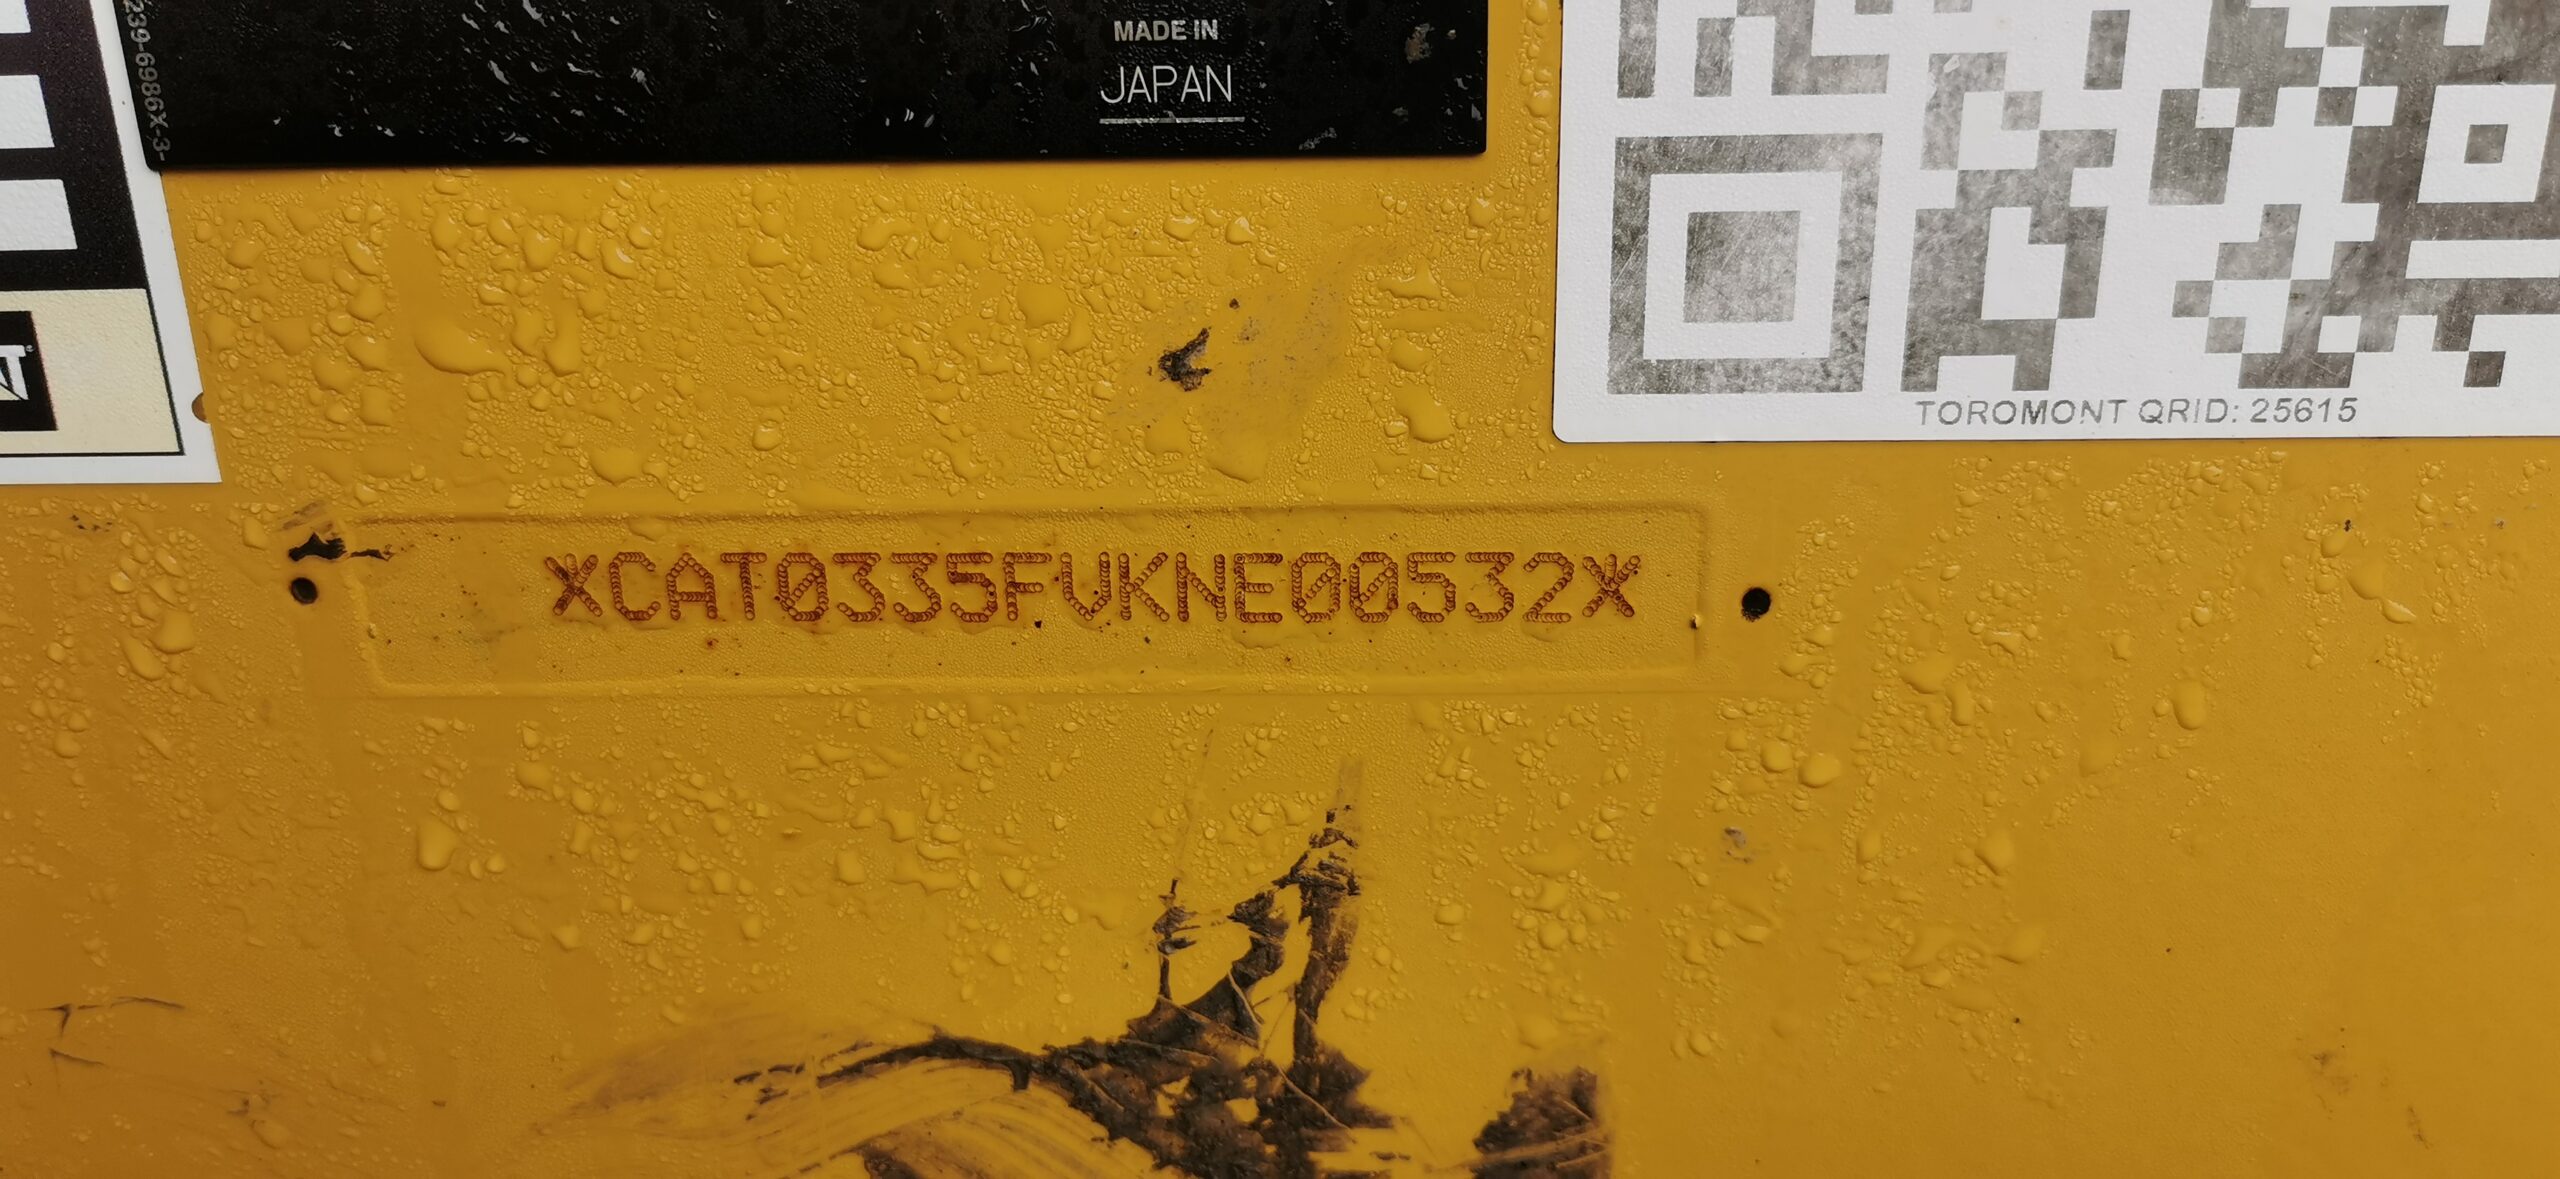 239-6986X-3-
MADE IN
JAPAN
TOROMONT QRID: 25615
XCAT0335FVKNE00532X